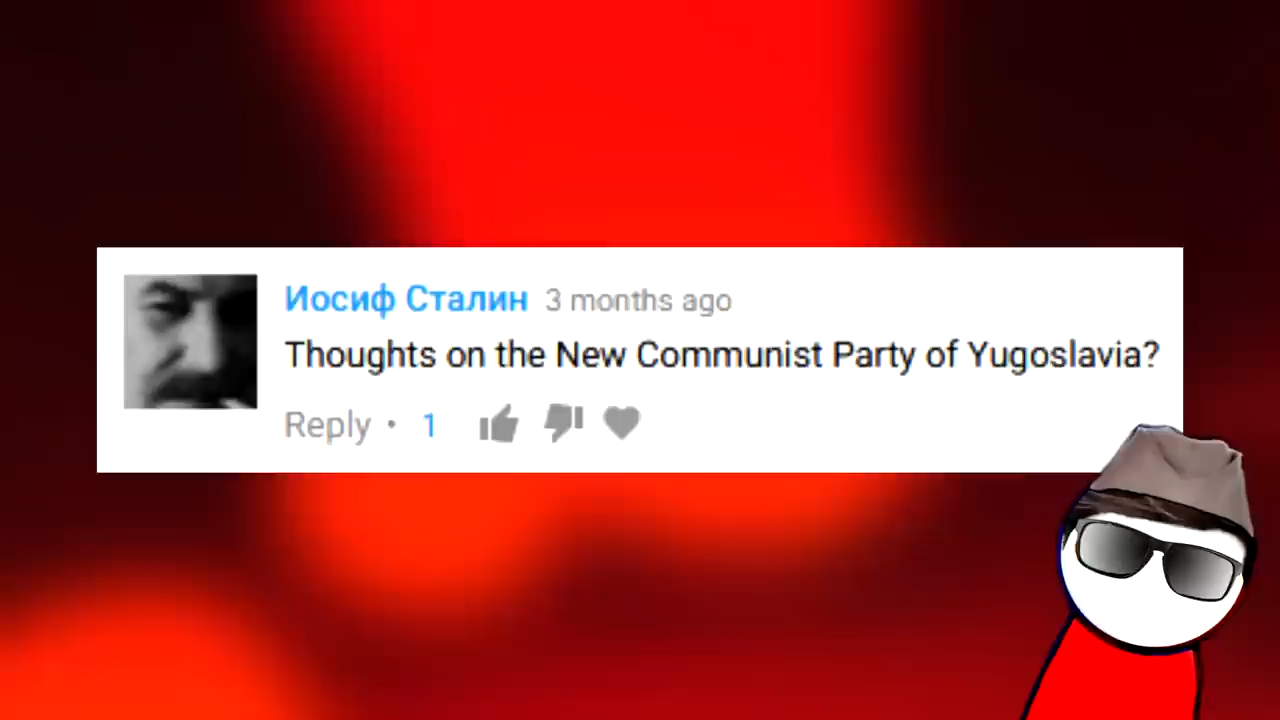 Иосиф Сталин 3 months ago
Thoughts on the New Communist Party of Yugoslavia?
Reply • 1